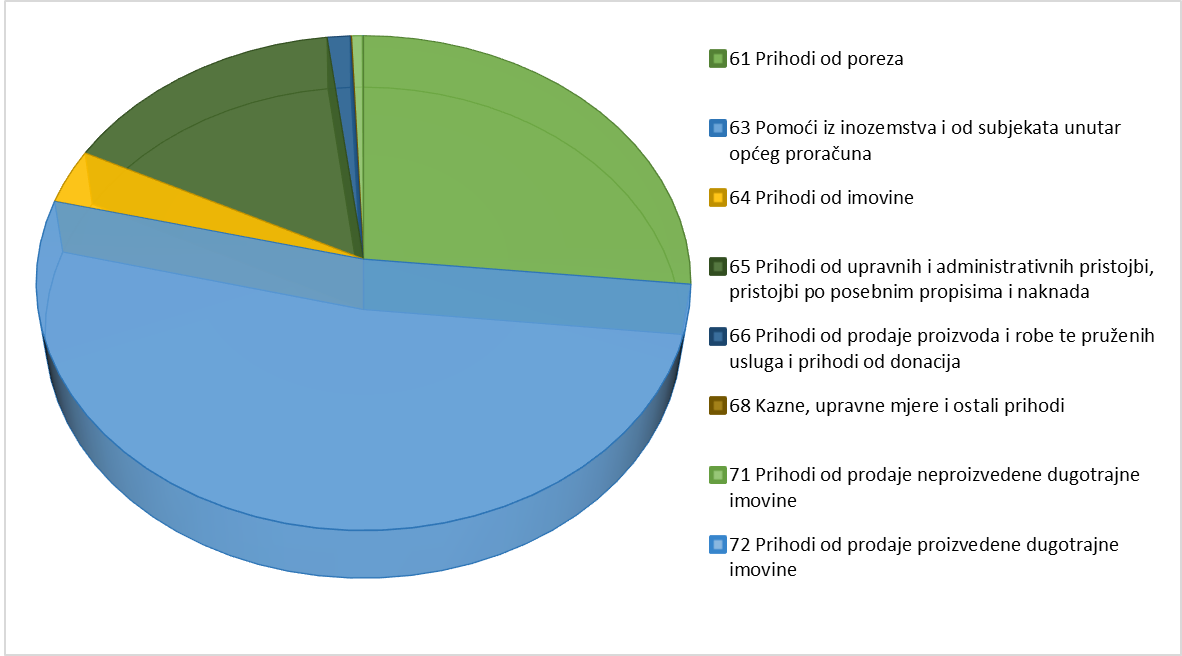 61 Prihodi od poreza
63 Pomoći iz inozemstva i od subjekata unutar
općeg proračuna
64 Prihodi od imovine
65 Prihodi od upravnih i administrativnih pristojbi,
pristojbi po posebnim propisima i naknada
66 Prihodi od prodaje proizvoda i robe te pruženih
usluga i prihodi od donacija
68 Kazne, upravne mjere i ostali prihodi
71 Prihodi od prodaje neproizvedene dugotrajne
imovine
72 Prihodi od prodaje proizvedene dugotrajne
imovine